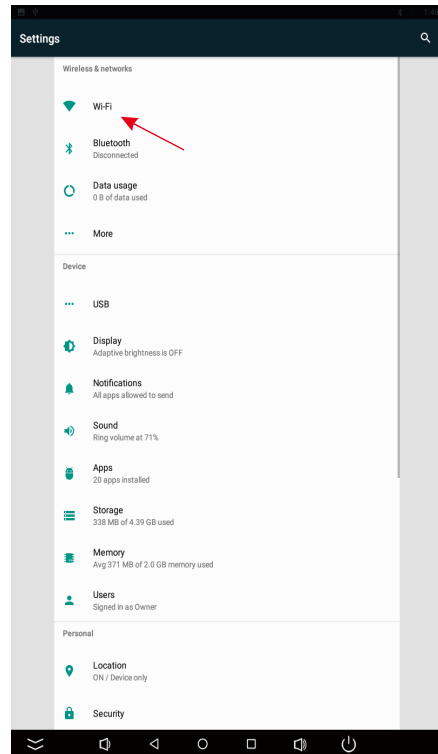 Settings
Wireless & networks
Wi-Fi
Bluetooth
Disconnected
Data usage
0 B of data used
More
Device
USB
Display
Adaptive brightness is OFF
Notifications
All apps allowed to send
Sound
Ring volume at 71%
Apps
20 apps installed
Storage
338 MB of 4.39 GB used
Memory
Avg 371 MB of 2.0 GB memory used
Users
Signed in as Owner
Personal
Location
ON / Device only
Security